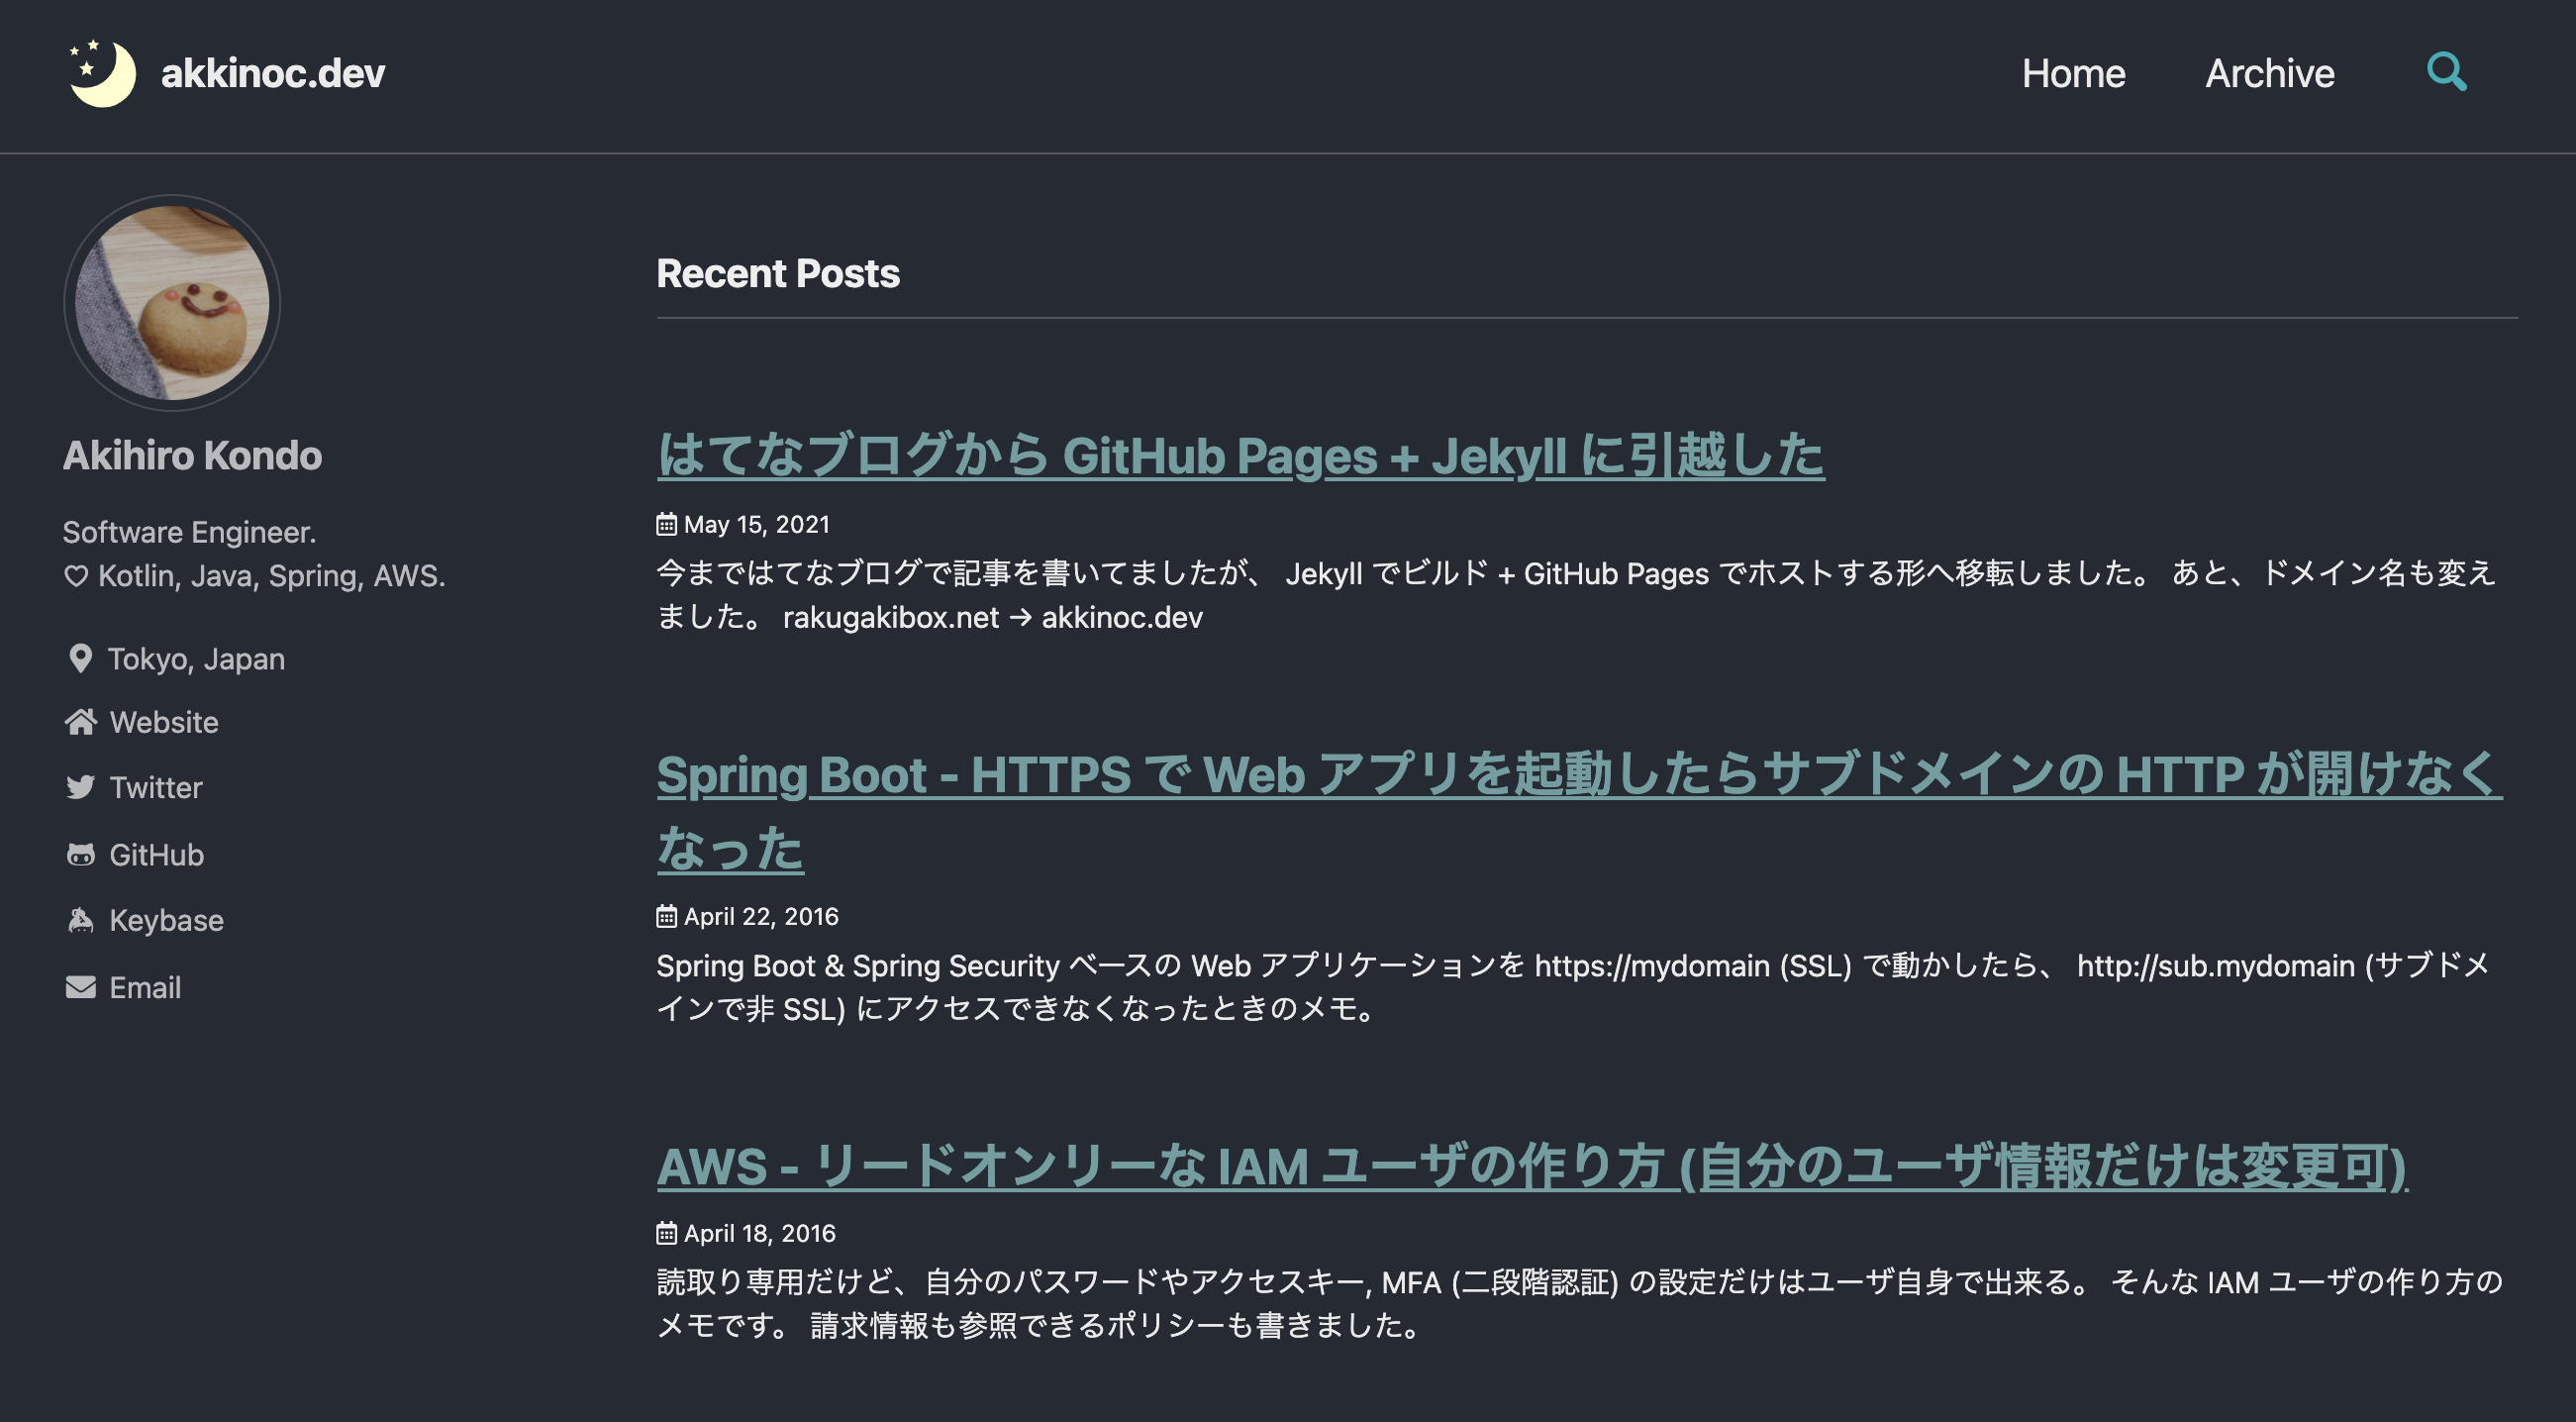 akkinoc.dev
Home
Archive
Akihiro Kondo
Software Engineer.
♡ Kotlin, Java, Spring, AWS.
Tokyo, Japan
Website
Twitter
GitHub
Keybase
Email
Recent Posts
はてなブログから GitHub Pages + Jekyll に引越した
May 15, 2021
今まではてなブログで記事を書いてましたが、 Jekyll でビルド + GitHub Pages でホストする形へ移転しました。 あと、ドメイン名も変え
ました。 rakugakibox.net → akkinoc.dev
Spring Boot - HTTPS で Web アプリを起動したらサブドメインの HTTP が開けなく
なった
April 22, 2016
Spring Boot & Spring Security ベースの Web アプリケーションを https://mydomain (SSL) で動かしたら、 http://sub.mydomain (サブドメ
インで非 SSL) にアクセスできなくなったときのメモ。
AWS - リードオンリーな IAM ユーザの作り方 (自分のユーザ情報だけは変更可)
April 18, 2016
読取り専用だけど、自分のパスワードやアクセスキー, MFA (二段階認証) の設定だけはユーザ自身で出来る。 そんな IAM ユーザの作り方の
メモです。 請求情報も参照できるポリシーも書きました。